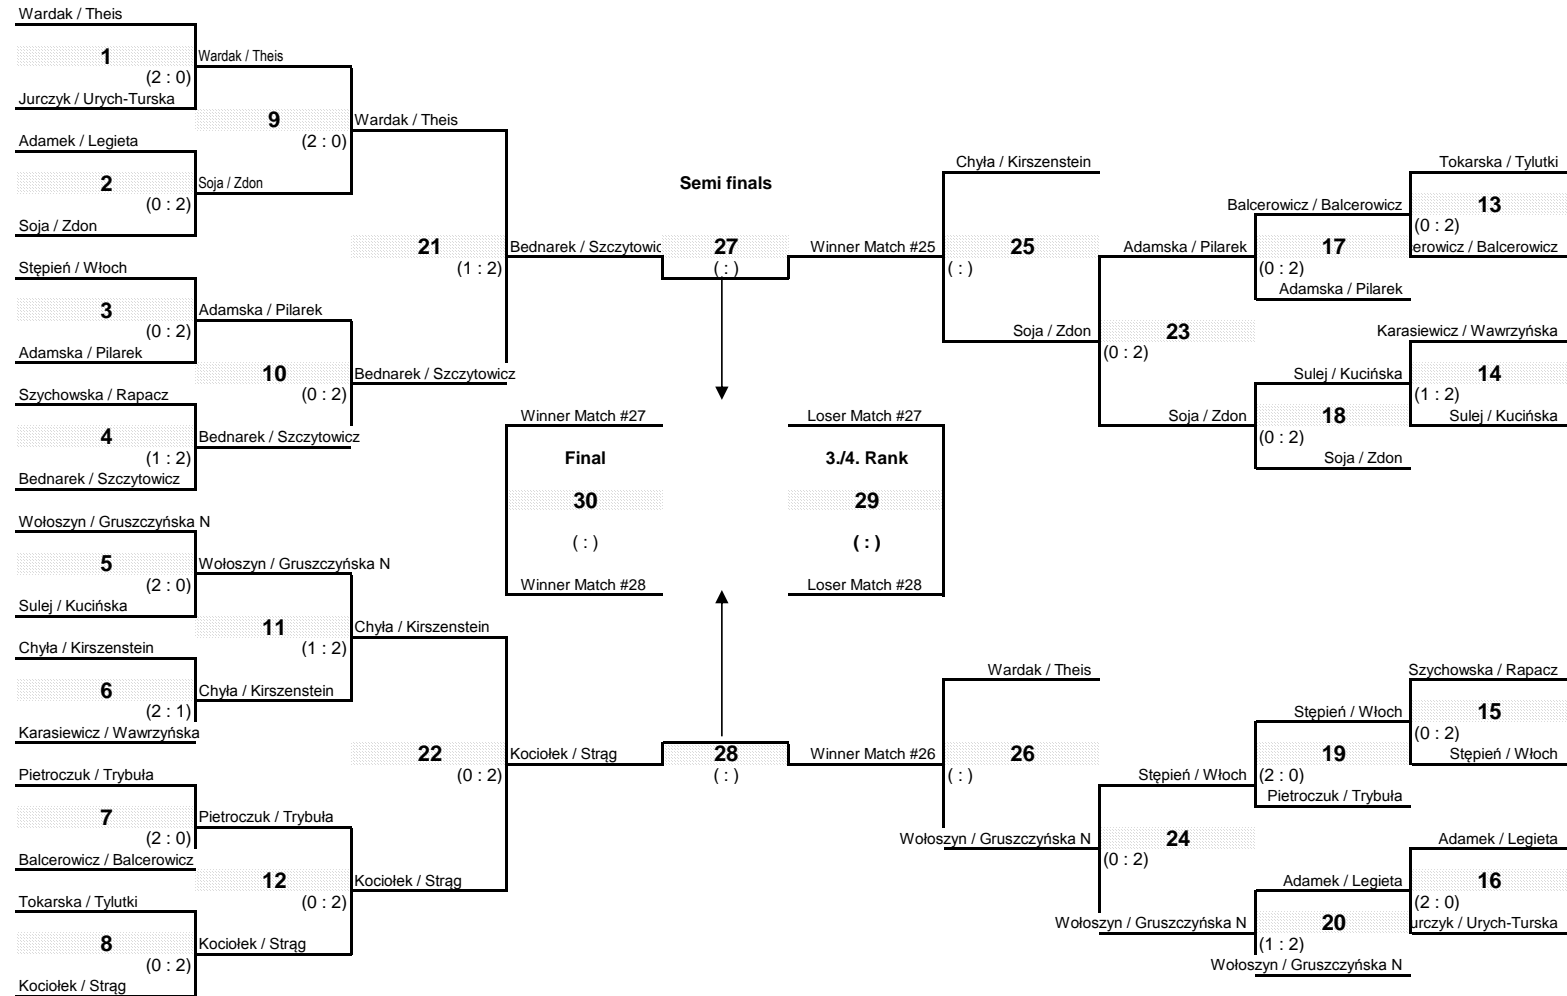 Wardak / Theis
1
(2 : 0)
Jurczyk / Urych-Turska
Wardak / Theis
9
(2 : 0)
Adamek / Legieta
2
(0 : 2)
Soja / Zdon
Soja / Zdon
Wardak / Theis
21
(1 : 2)
Stępień / Włoch
3
(0 : 2)
Adamska / Pilarek
Adamska / Pilarek
10
(0 : 2)
Szychowska / Rapacz
4
(1 : 2)
Bednarek / Szczytowicz
Bednarek / Szczytowicz
Bednarek / Szczytowicz
Wołoszyn / Gruszczyńska N
5
(2 : 0)
Sulej / Kucińska
Wołoszyn / Gruszczyńska N
11
(1 : 2)
Chyła / Kirszenstein
6
(2 : 1)
Karasiewicz / Wawrzyńska
Chyła / Kirszenstein
Chyła / Kirszenstein
22
(0 : 2)
Pietroczuk / Trybuła
7
(2 : 0)
Balcerowicz / Balcerowicz
Pietroczuk / Trybuła
12
(0 : 2)
Tokarska / Tylutki
8
(0 : 2)
Kociołek / Strąg
Kociołek / Strąg
Kociołek / Strąg
Semi finals
Bednarek / Szczytowic
27
( : )
Winner Match #25
Winner Match #27
Final
30
( : )
Winner Match #28
Loser Match #27
3./4. Rank
29
( : )
Loser Match #28
Kociołek / Strąg
28
( : )
Winner Match #26
Chyła / Kirszenstein
25
( : )
Soja / Zdon
Adamska / Pilarek
23
(0 : 2)
Soja / Zdon
Balcerowicz / Balcerowicz
17
(0 : 2)
Adamska / Pilarek
Tokarska / Tylutki
13
(0 : 2)
erowicz / Balcerowicz
Sulej / Kucińska
18
(0 : 2)
Soja / Zdon
Karasiewicz / Wawrzyńska
14
(1 : 2)
Sulej / Kucińska
Wardak / Theis
26
( : )
Wołoszyn / Gruszczyńska N
Stępień / Włoch
24
(0 : 2)
Wołoszyn / Gruszczyńska N
Stępień / Włoch
19
(2 : 0)
Pietroczuk / Trybuła
Szychowska / Rapacz
15
(0 : 2)
Stępień / Włoch
Adamek / Legieta
20
(1 : 2)
Wołoszyn / Gruszczyńska N
Adamek / Legieta
16
(2 : 0)
urczyk / Urych-Turska